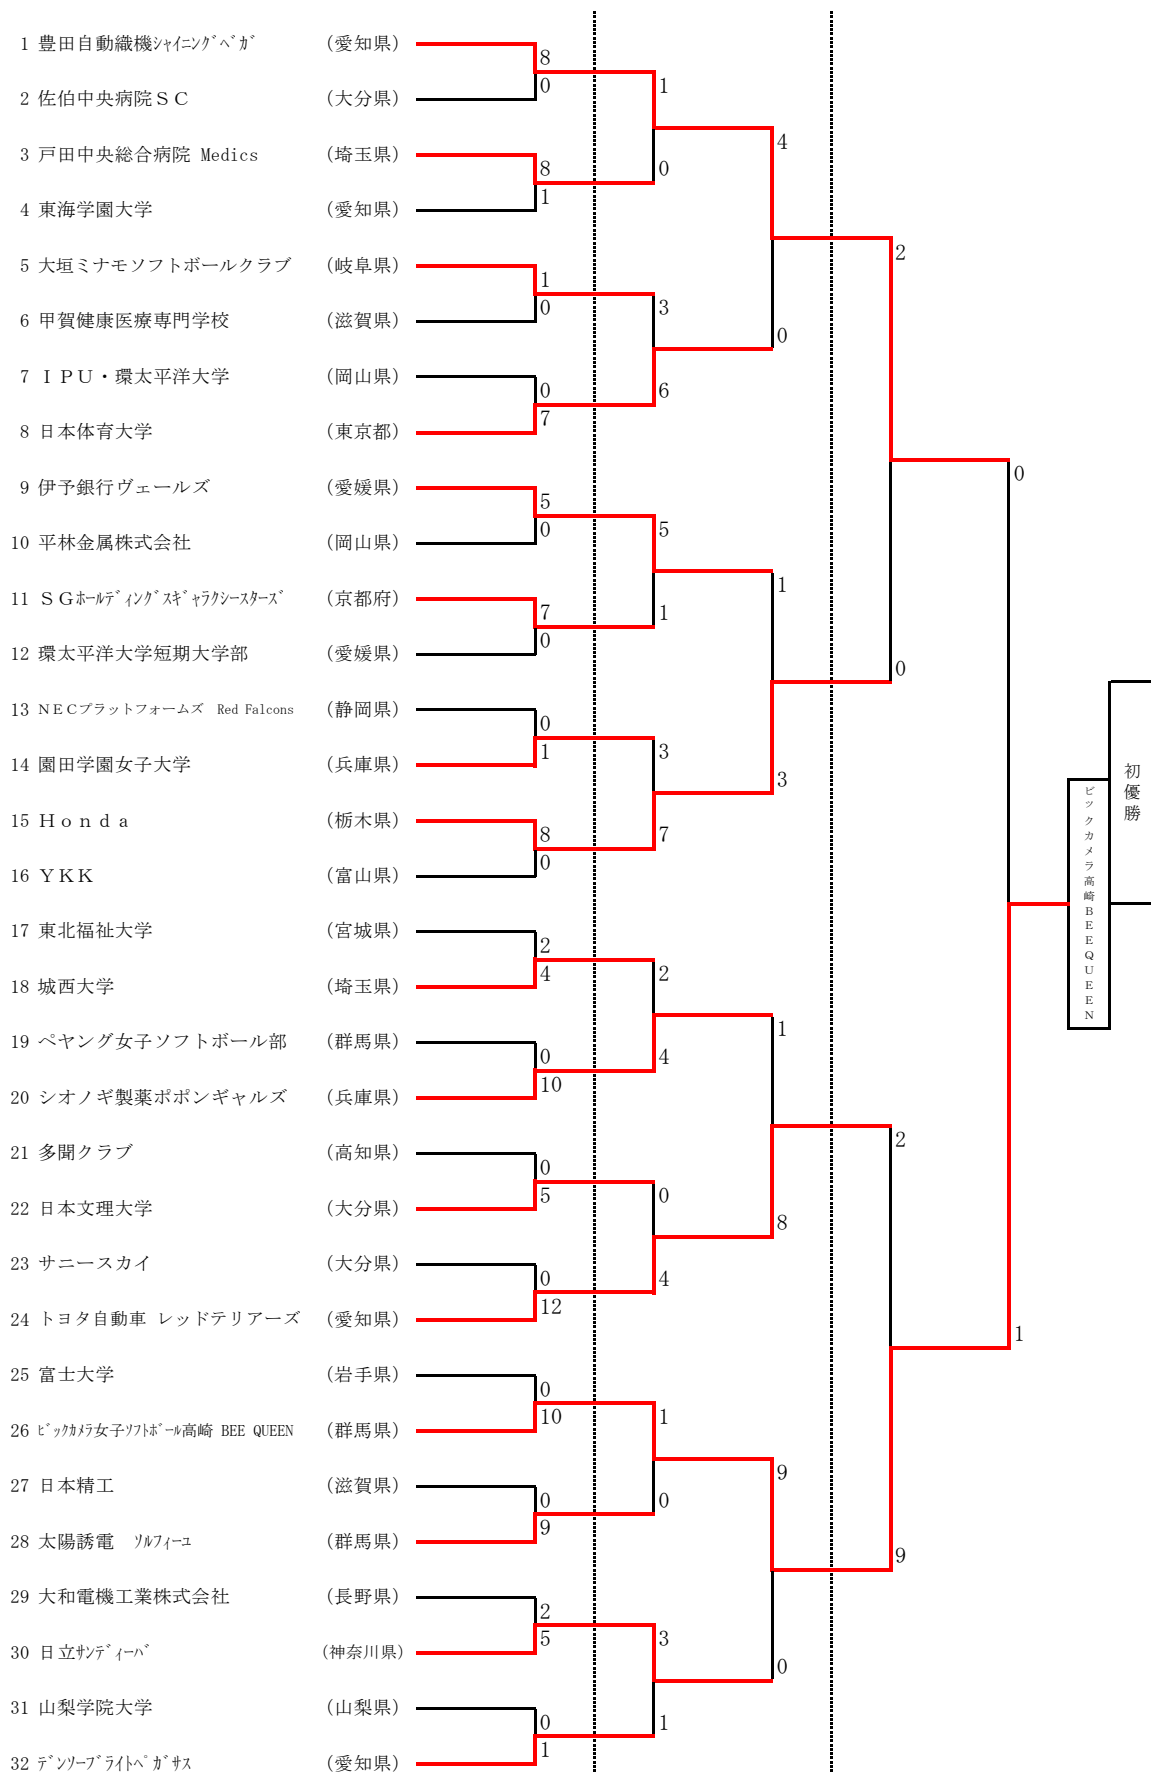 1 豊田自動織機ｼｬｲﾆﾝｸﾞﾍﾞｶﾞ (愛知県)
8
0
2 佐伯中央病院ＳＣ (大分県)
1
0
3 戸田中央総合病院 Medics (埼玉県)
8
1
4 東海学園大学 (愛知県)
4
0
5 大垣ミナモソフトボールクラブ (岐阜県)
1
0
6 甲賀健康医療専門学校 (滋賀県)
3
6
7 ＩＰＵ・環太平洋大学 (岡山県)
0
7
8 日本体育大学 (東京都)
2
0
9 伊予銀行ヴェールズ (愛媛県)
5
0
10 平林金属株式会社 (岡山県)
5
1
11 ＳＧﾎｰﾙﾃﾞｨﾝｸﾞｽｷﾞｬﾗｸｼｰｽﾀｰｽﾞ (京都府)
7
0
12 環太平洋大学短期大学部 (愛媛県)
1
3
13 ＮＥＣプラットフォームズ Red Falcons (静岡県)
0
1
14 園田学園女子大学 (兵庫県)
3
7
15 Ｈｏｎｄａ (栃木県)
8
0
16 ＹＫＫ (富山県)
0
1
17 東北福祉大学 (宮城県)
2
4
18 城西大学 (埼玉県)
2
4
19 ペヤング女子ソフトボール部 (群馬県)
0
10
20 シオノギ製薬ポポンギャルズ (兵庫県)
1
8
21 多聞クラブ (高知県)
0
5
22 日本文理大学 (大分県)
0
4
23 サニースカイ (大分県)
0
12
24 トヨタ自動車 レッドテリアーズ (愛知県)
2
9
25 富士大学 (岩手県)
0
10
26 ﾋﾞｯｸｶﾒﾗ女子ｿﾌﾄﾎﾞｰﾙ高崎 BEE QUEEN (群馬県)
1
0
27 日本精工 (滋賀県)
0
9
28 太陽誘電 ｿﾙﾌｨｰﾕ (群馬県)
9
0
29 大和電機工業株式会社 (長野県)
2
5
30 日立ｻﾝﾃﾞｨｰﾊﾞ (神奈川県)
3
1
31 山梨学院大学 (山梨県)
0
1
32 ﾃﾞﾝｿｰﾌﾞﾗｲﾄﾍﾟｶﾞｻｽ (愛知県)
ビックカメラ高崎ＢＥＥＱＵＥＥＮ
初優勝